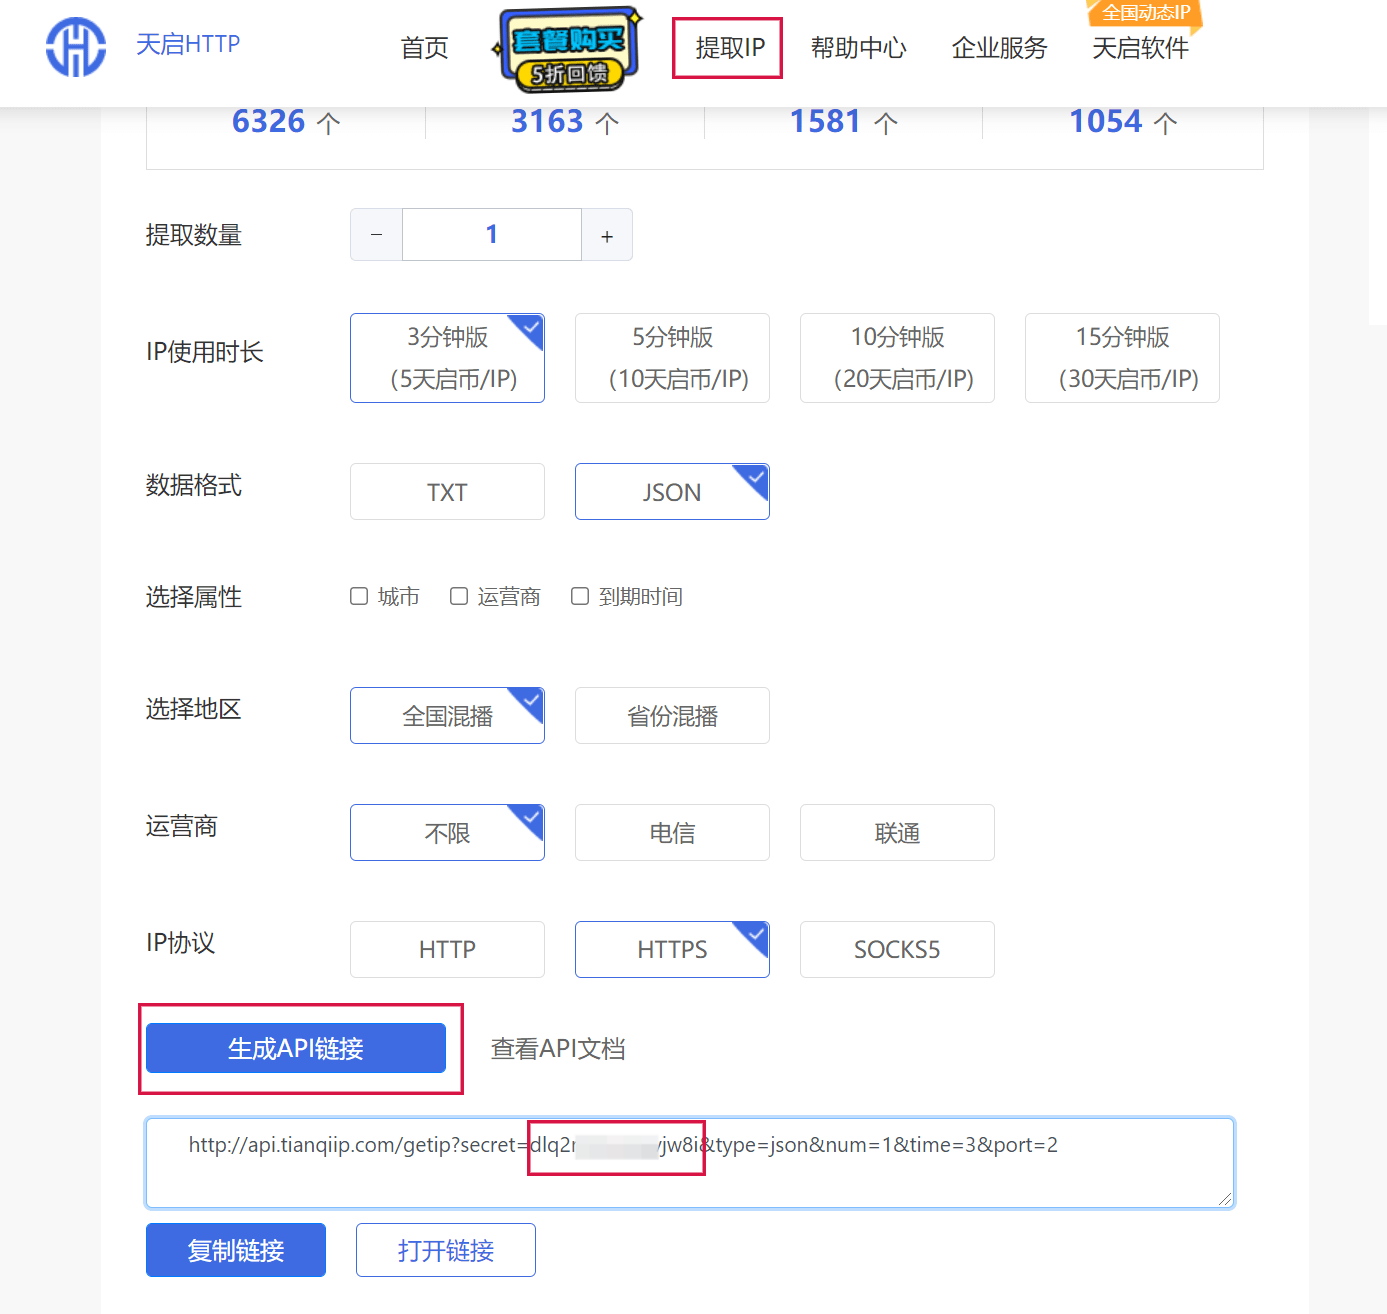 天启HTTP
首页
套餐购买
5折回馈
提取IP
帮助中心
企业服务
全国动态IP
天启软件
6326 个
3163 个
1581 个
1054 个
提取数量
− 1 +
IP使用时长
3分钟版
(5天启币/IP)
5分钟版
(10天启币/IP)
10分钟版
(20天启币/IP)
15分钟版
(30天启币/IP)
数据格式
TXT
JSON
选择属性
城市
运营商
到期时间
选择地区
全国混播
省份混播
运营商
不限
电信
联通
IP协议
HTTP
HTTPS
SOCKS5
生成API链接
查看API文档
http://api.tianqiip.com/getip?secret=dlq2 jw8i&type=json&num=1&time=3&port=2
复制链接
打开链接